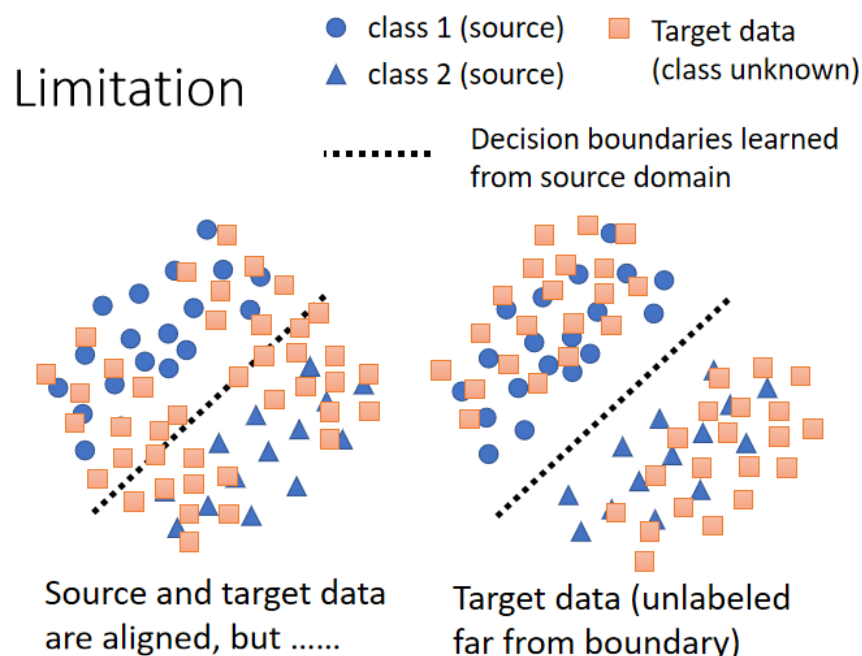 Limitation
class 1 (source)
class 2 (source)
Target data
(class unknown)
Decision boundaries learned
from source domain
Source and target data
are aligned, but ......
Target data (unlabeled
far from boundary)